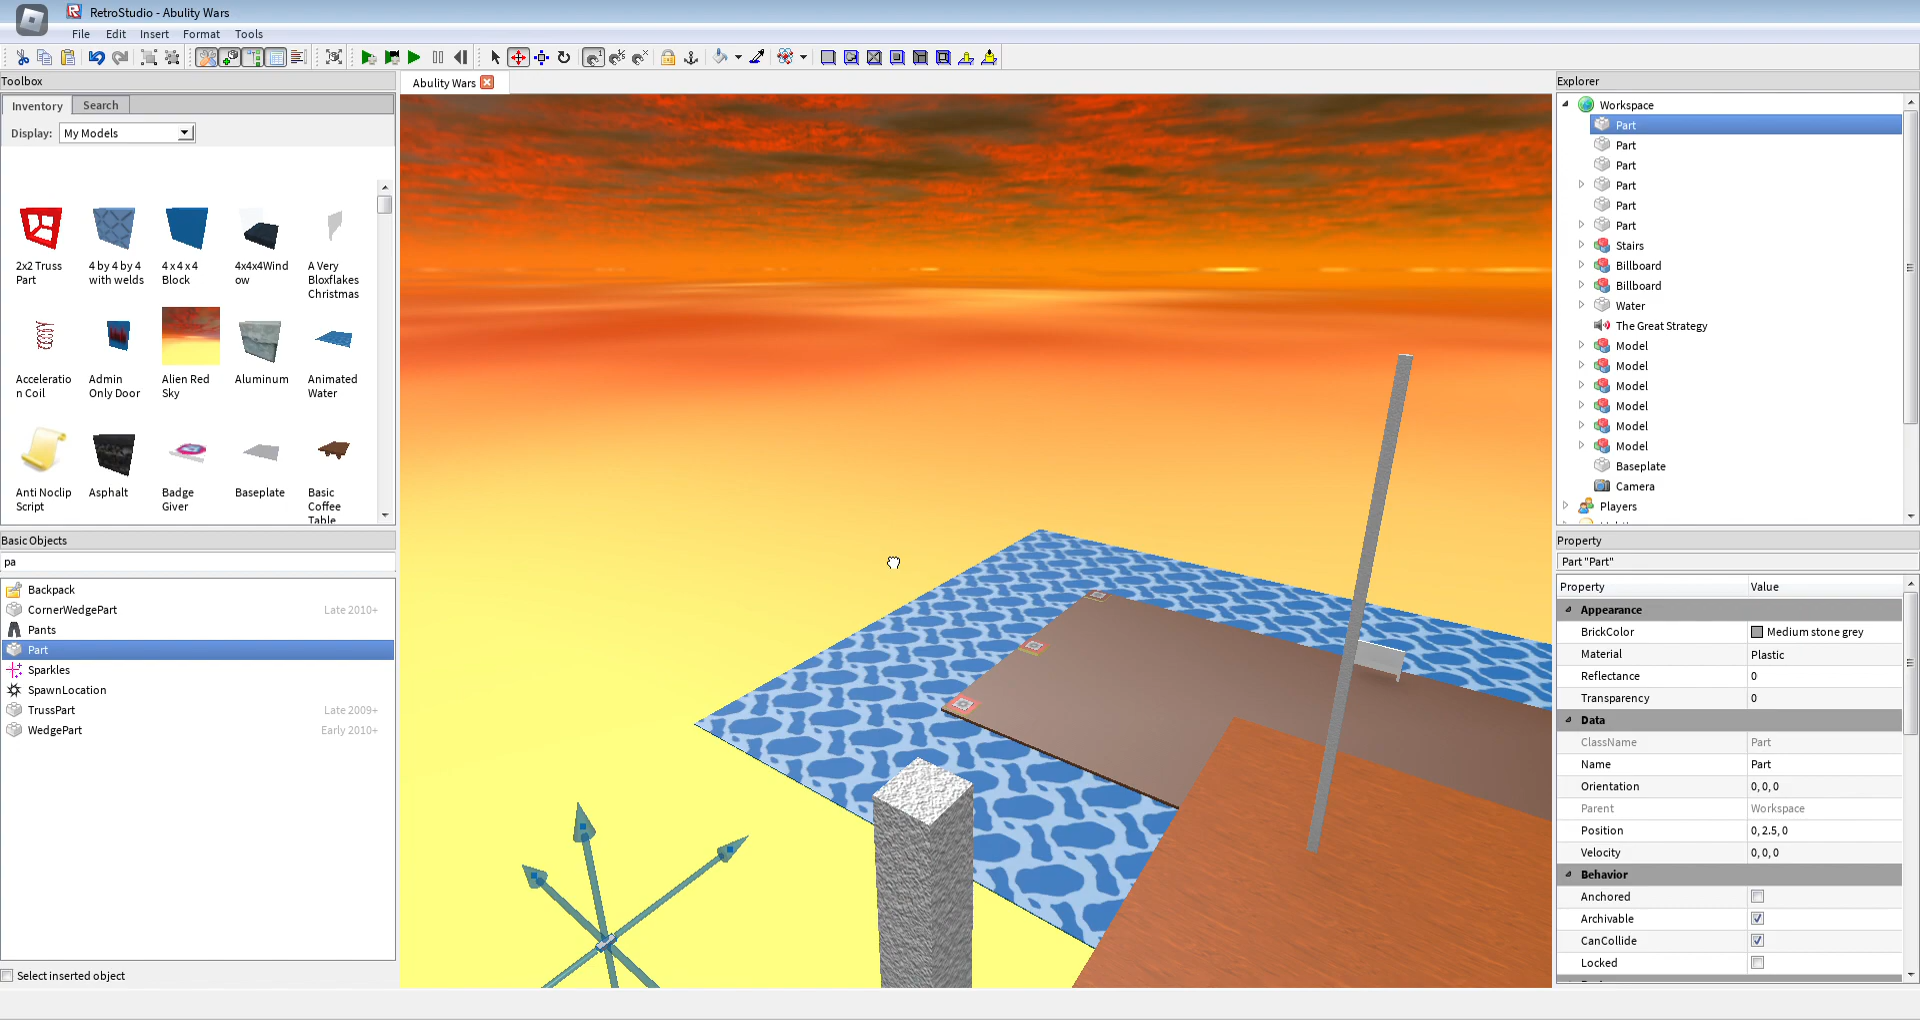 RetroStudio - Abulity Wars
File Edit Insert Format Tools
Toolbox
Inventory Search
Display: My Models
2x2 Truss Part
4 by 4 by 4 with welds
4 x 4 x 4 Block
4x4x4Window
A Very Bloxflakes Christmas
Acceleration Coil
Admin Only Door
Alien Red Sky
Aluminum
Animated Water
Anti Noclip Script
Asphalt
Badge Giver
Baseplate
Basic Coffee Table
Basic Objects
pa
Backpack
CornerWedgePart Late 2010+
Pants
Part
Sparkles
SpawnLocation
TrussPart Late 2009+
WedgePart Early 2010+
Select inserted object
Abulity Wars
Explorer
Workspace
Part
Part
Part
Part
Part
Part
Stairs
Billboard
Billboard
Water
The Great Strategy
Model
Model
Model
Model
Model
Model
Baseplate
Camera
Players
Property
Part "Part"
Property Value
Appearance
BrickColor Medium stone grey
Material Plastic
Reflectance 0
Transparency 0
Data
ClassName Part
Name Part
Orientation 0, 0, 0
Parent Workspace
Position 0, 2.5, 0
Velocity 0, 0, 0
Behavior
Anchored
Archivable
CanCollide
Locked